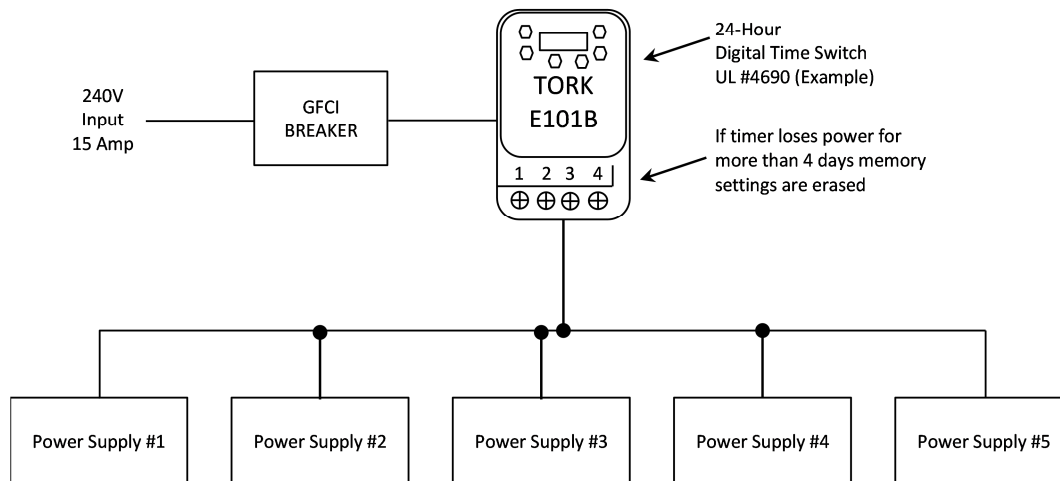 24-Hour
Digital Time Switch
UL #4690 (Example)
TORK
E101B
240V
Input
15 Amp
GFCI
BREAKER
If timer loses power for
more than 4 days memory
settings are erased
1 2 3 4
Power Supply #1
Power Supply #2
Power Supply #3
Power Supply #4
Power Supply #5